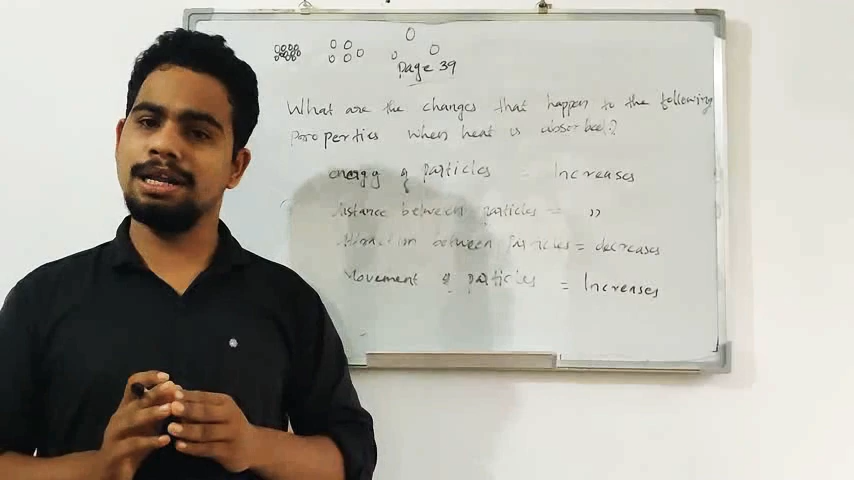 Page 39
What are the changes that happen to the following
properties when heat is absorbed?
energy of particles = Increases
distance between particles = "
Attraction between particles = decreases
Movement of particles = Increases